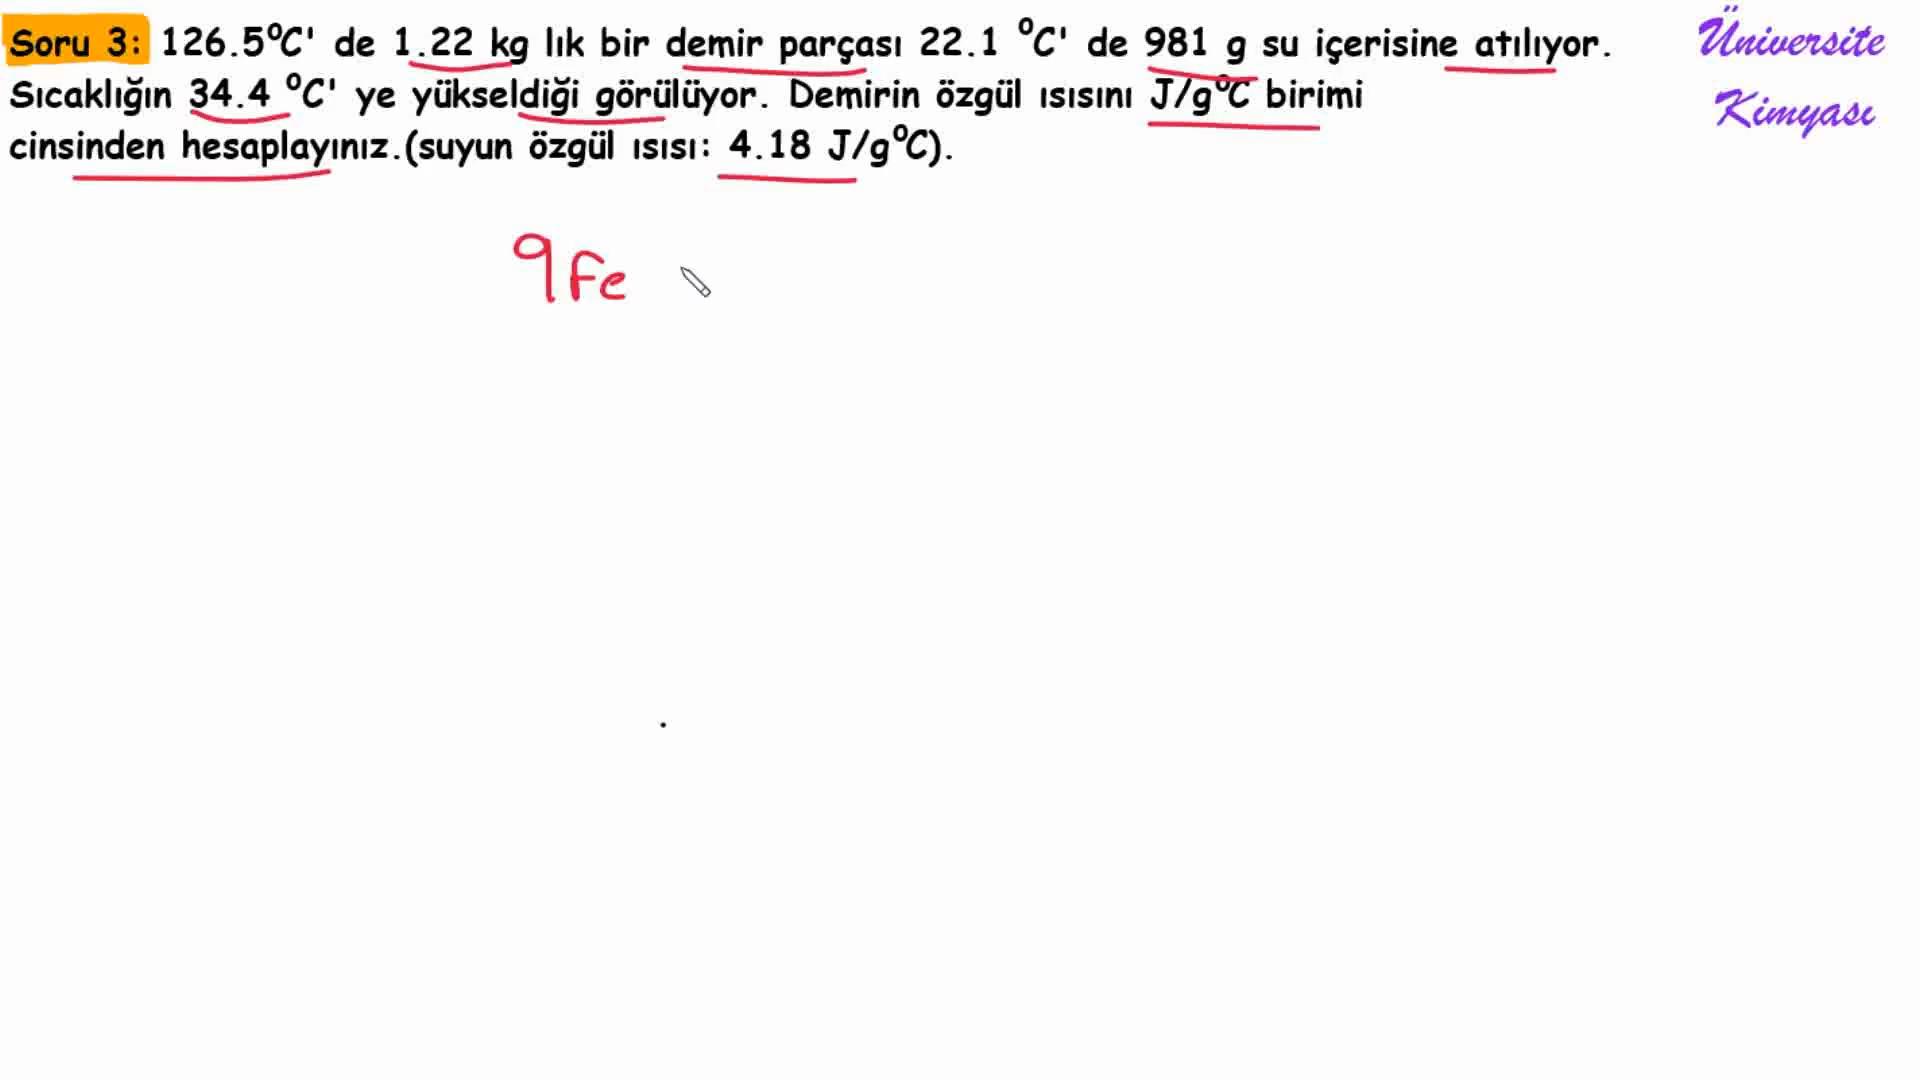 Soru 3: 126.5⁰C' de 1.22 kg lık bir demir parçası 22.1 ⁰C' de 981 g su içerisine atılıyor.
Sıcaklığın 34.4 ⁰C' ye yükseldiği görülüyor. Demirin özgül ısısını J/g⁰C birimi
cinsinden hesaplayınız.(suyun özgül ısısı: 4.18 J/g⁰C).
Üniversite
Kimyası
qFe